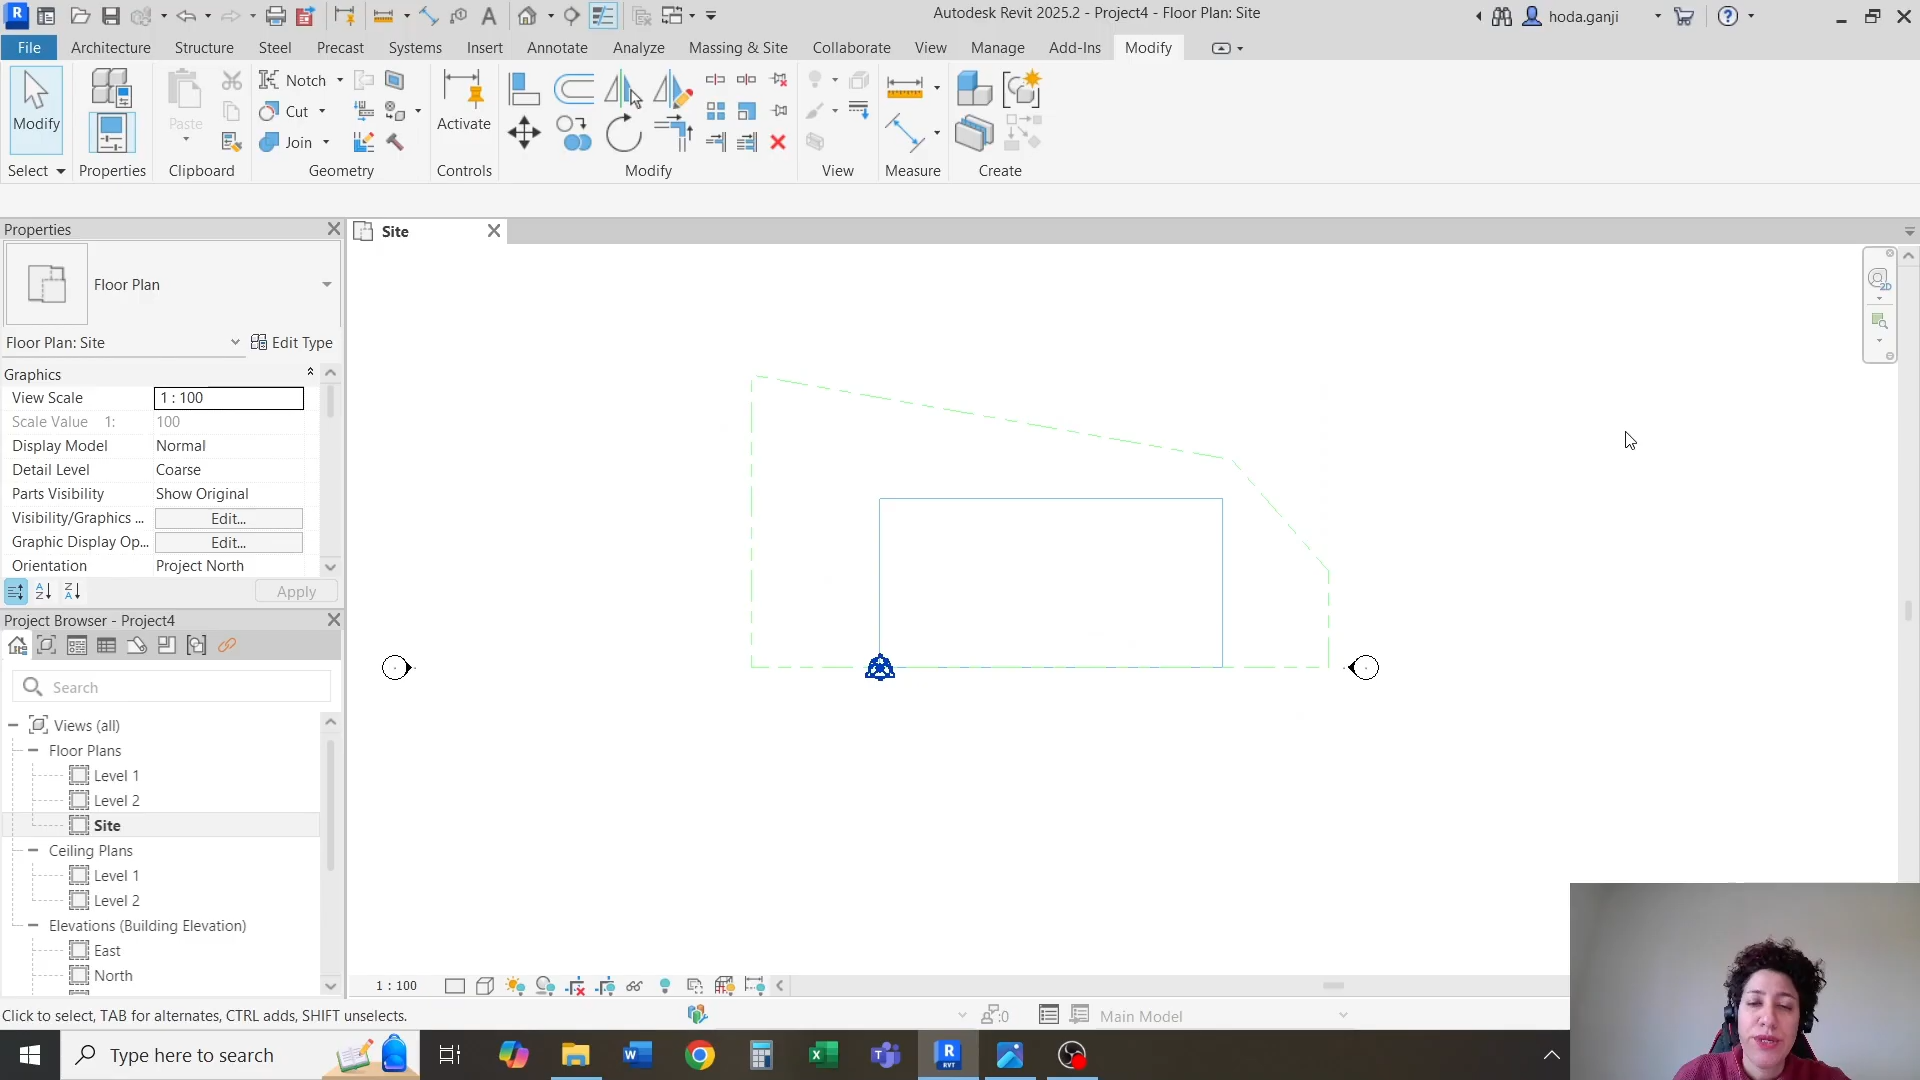 Autodesk Revit 2025.2 - Project4 - Floor Plan: Site
hoda.ganji
File Architecture Structure Steel Precast Systems Insert Annotate Analyze Massing & Site Collaborate View Manage Add-Ins Modify
Modify
Paste
Notch
Cut
Join
Activate
Select Properties Clipboard Geometry Controls Modify View Measure Create
Properties
Floor Plan
Floor Plan: Site
Edit Type
Graphics
View Scale 1 : 100
Scale Value 1: 100
Display Model Normal
Detail Level Coarse
Parts Visibility Show Original
Visibility/Graphics ... Edit...
Graphic Display Op... Edit...
Orientation Project North
Apply
Project Browser - Project4
Search
Views (all)
Floor Plans
Level 1
Level 2
Site
Ceiling Plans
Level 1
Level 2
Elevations (Building Elevation)
East
North
Site
2D
1 : 100
Click to select, TAB for alternates, CTRL adds, SHIFT unselects.
:0
Main Model
Type here to search